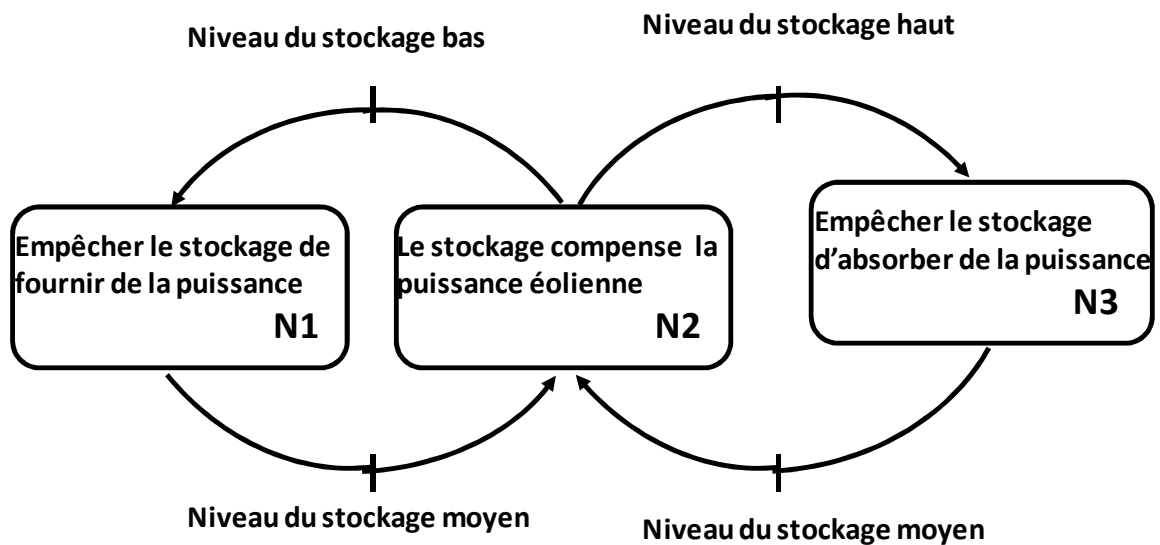 Niveau du stockage bas
Niveau du stockage haut
Empêcher le stockage de
fournir de la puissance
N1
Le stockage compense la
puissance éolienne
N2
Empêcher le stockage
d'absorber de la puissance
N3
Niveau du stockage moyen
Niveau du stockage moyen